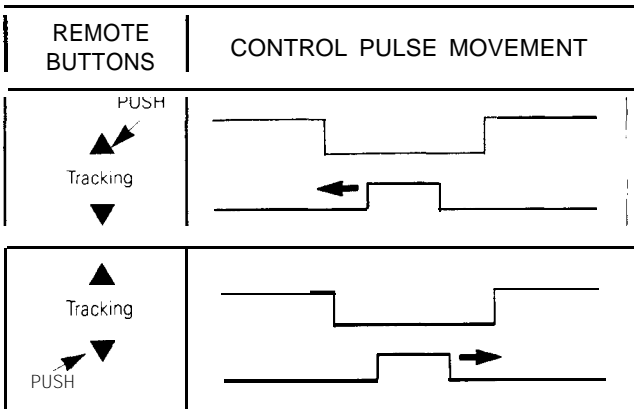 REMOTE
BUTTONS
CONTROL PULSE MOVEMENT
PUSH
Tracking
Tracking
PUSH